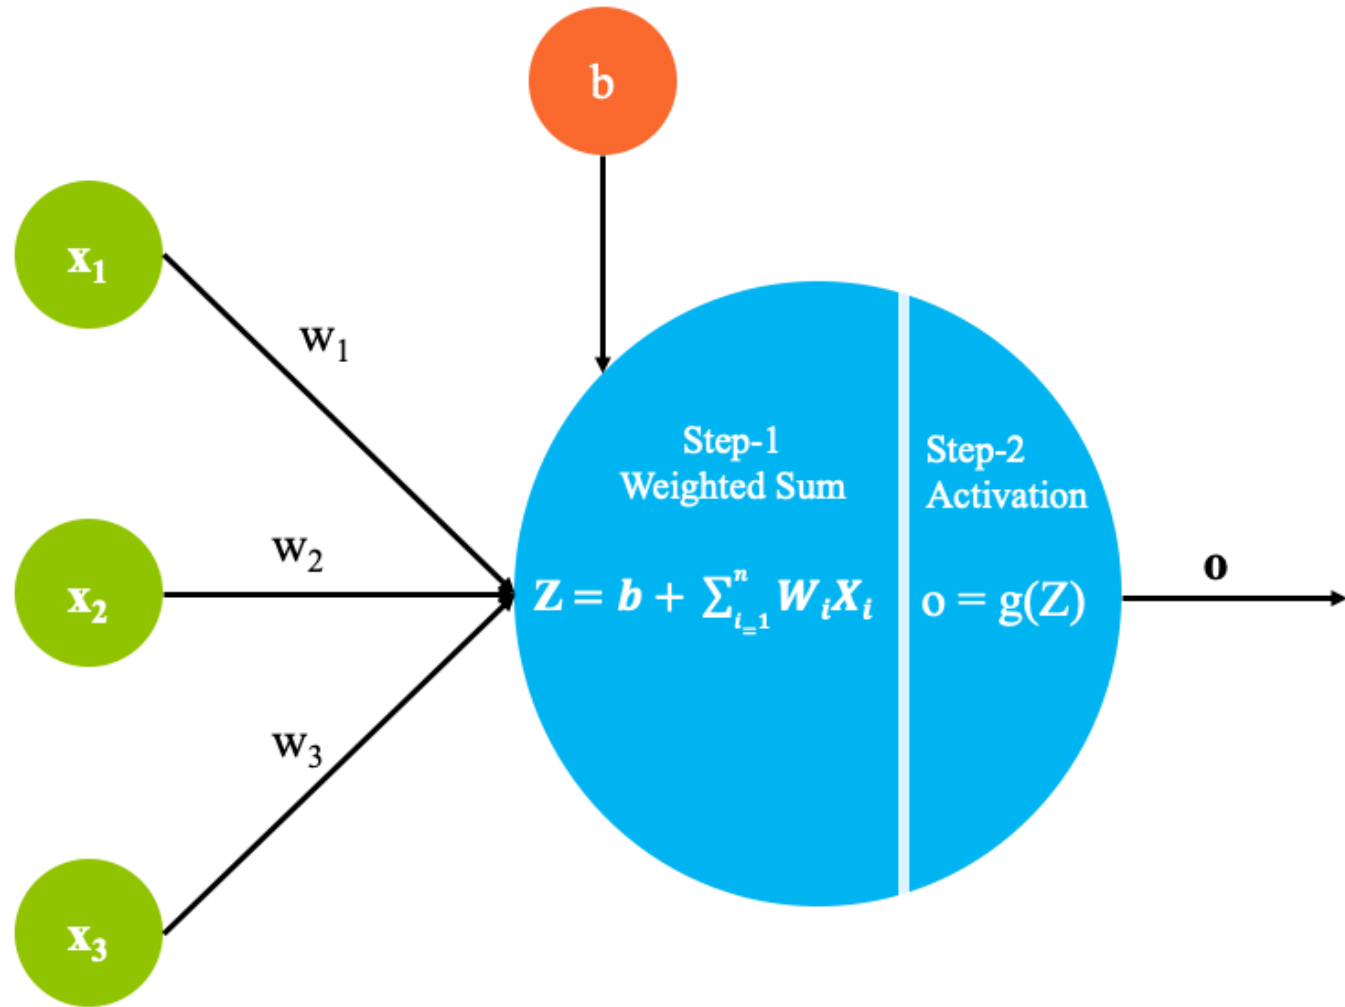 b
x₁
w₁
Step-1
Weighted Sum
Step-2
Activation
w₂
x₂
Z = b + ∑ⁿᵢ₌₁ WᵢXᵢ
o = g(Z)
o
w₃
x₃